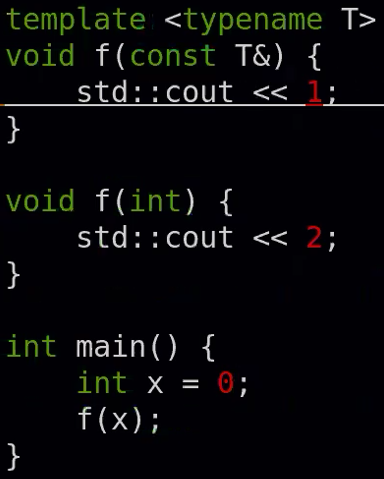 template <typename T>
void f(const T&) {
    std::cout << 1;
}

void f(int) {
    std::cout << 2;
}

int main() {
    int x = 0;
    f(x);
}